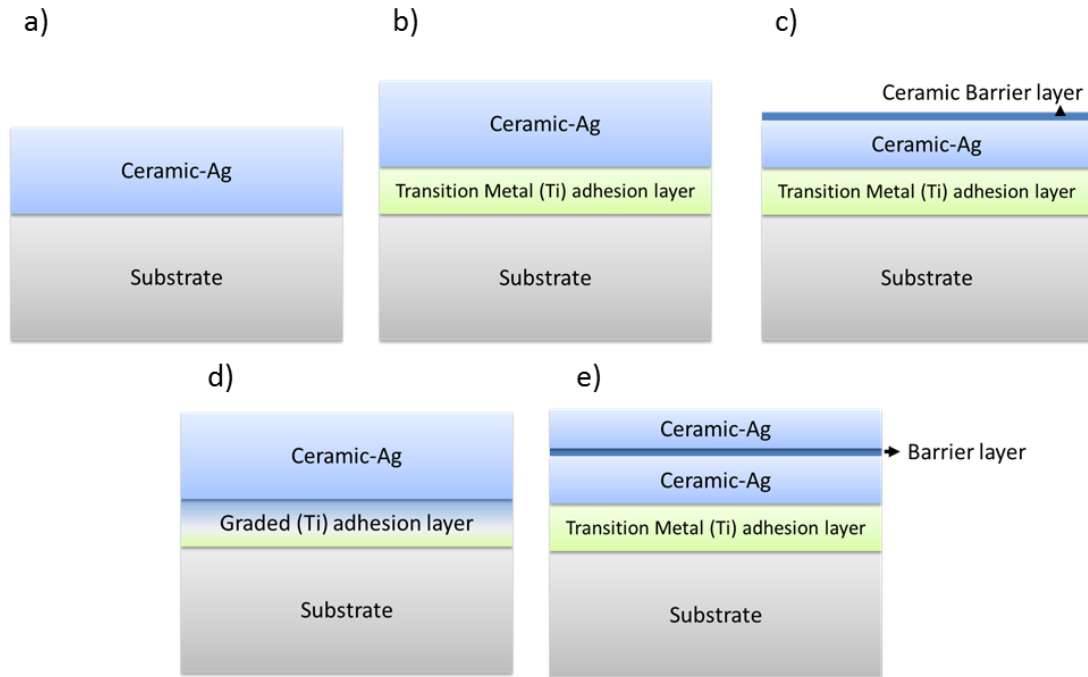 a)
b)
c)
Ceramic-Ag
Substrate
Ceramic-Ag
Transition Metal (Ti) adhesion layer
Substrate
Ceramic Barrier layer
Ceramic-Ag
Transition Metal (Ti) adhesion layer
Substrate
d)
e)
Ceramic-Ag
Graded (Ti) adhesion layer
Substrate
Ceramic-Ag
Barrier layer
Ceramic-Ag
Transition Metal (Ti) adhesion layer
Substrate